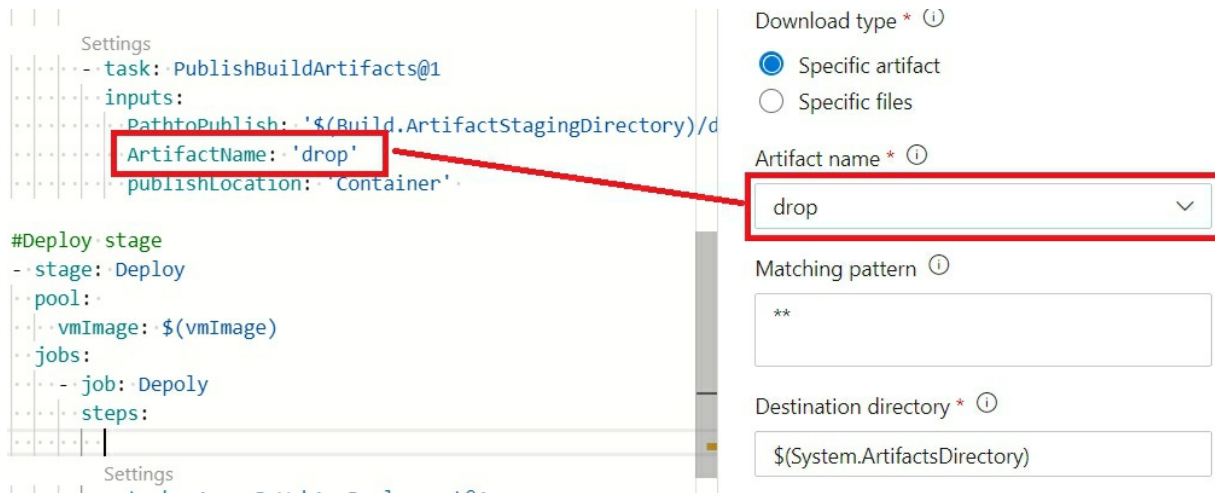 Settings
- task: PublishBuildArtifacts@1
inputs:
PathtoPublish: '$(Build.ArtifactStagingDirectory)/d
ArtifactName: 'drop'
publishLocation: 'Container'
#Deploy stage
- stage: Deploy
pool:
vmImage: $(vmImage)
jobs:
- job: Depoly
steps:
Settings
Download type *
Specific artifact
Specific files
Artifact name *
drop
Matching pattern
**
Destination directory *
$(System.ArtifactsDirectory)